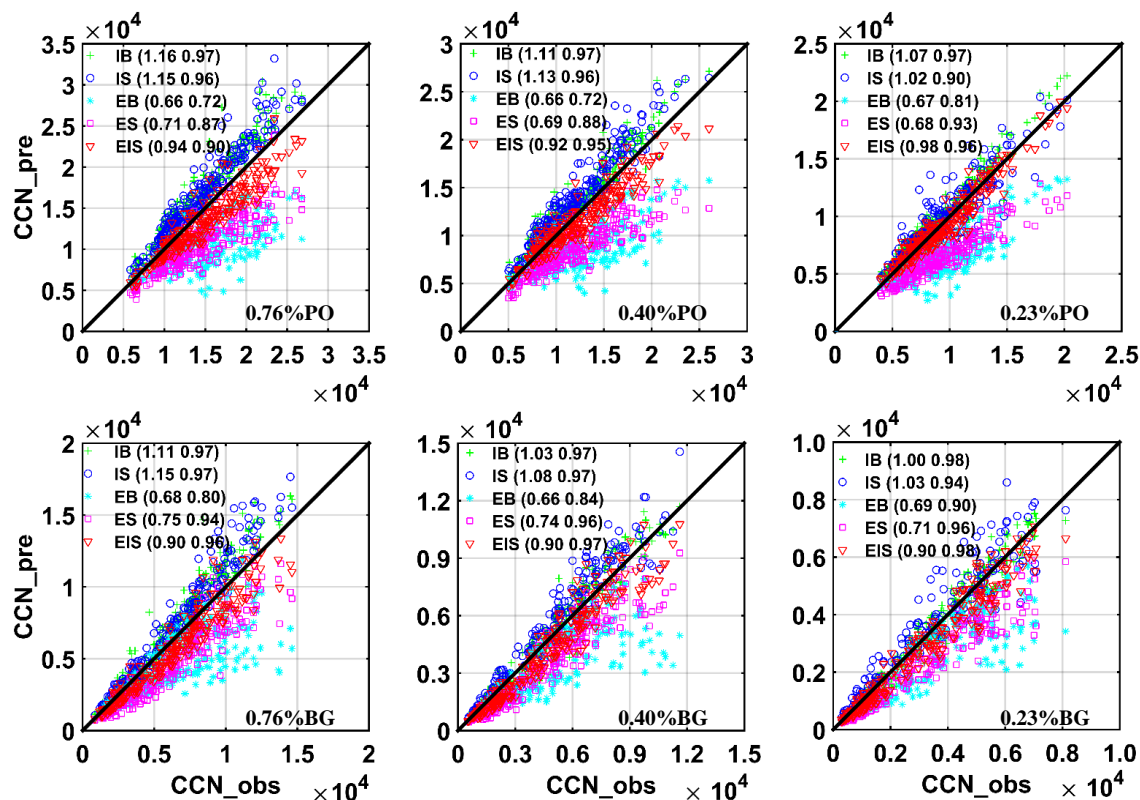 × 10⁴
3.5
3
2.5
2
1.5
1
0.5
0
CCN_pre
IB (1.16 0.97)
IS (1.15 0.96)
EB (0.66 0.72)
ES (0.71 0.87)
EIS (0.94 0.90)
0.76%PO
0 0.5 1 1.5 2 2.5 3 3.5
× 10⁴
× 10⁴
3
2.5
2
1.5
1
0.5
0
IB (1.11 0.97)
IS (1.13 0.96)
EB (0.66 0.72)
ES (0.69 0.88)
EIS (0.92 0.95)
0.40%PO
0 0.5 1 1.5 2 2.5 3
× 10⁴
× 10⁴
2.5
2
1.5
1
0.5
0
IB (1.07 0.97)
IS (1.02 0.90)
EB (0.67 0.81)
ES (0.68 0.93)
EIS (0.98 0.96)
0.23%PO
0 0.5 1 1.5 2 2.5
× 10⁴
× 10⁴
2
1.5
1
0.5
0
CCN_pre
IB (1.11 0.97)
IS (1.15 0.97)
EB (0.68 0.80)
ES (0.75 0.94)
EIS (0.90 0.96)
0.76%BG
0 0.5 1 1.5 20
CCN_obs
× 10⁴
× 10⁴
1.5
1.2
0.9
0.6
0.3
0
IB (1.03 0.97)
IS (1.08 0.97)
EB (0.66 0.84)
ES (0.74 0.96)
EIS (0.90 0.97)
0.40%BG
0 0.3 0.6 0.9 1.2 1.5
CCN_obs
× 10⁴
× 10⁴
1.0
0.8
0.6
0.4
0.2
0
IB (1.00 0.98)
IS (1.03 0.94)
EB (0.69 0.90)
ES (0.71 0.96)
EIS (0.90 0.98)
0.23%BG
0 0.2 0.4 0.6 0.8 1.0
CCN_obs
× 10⁴